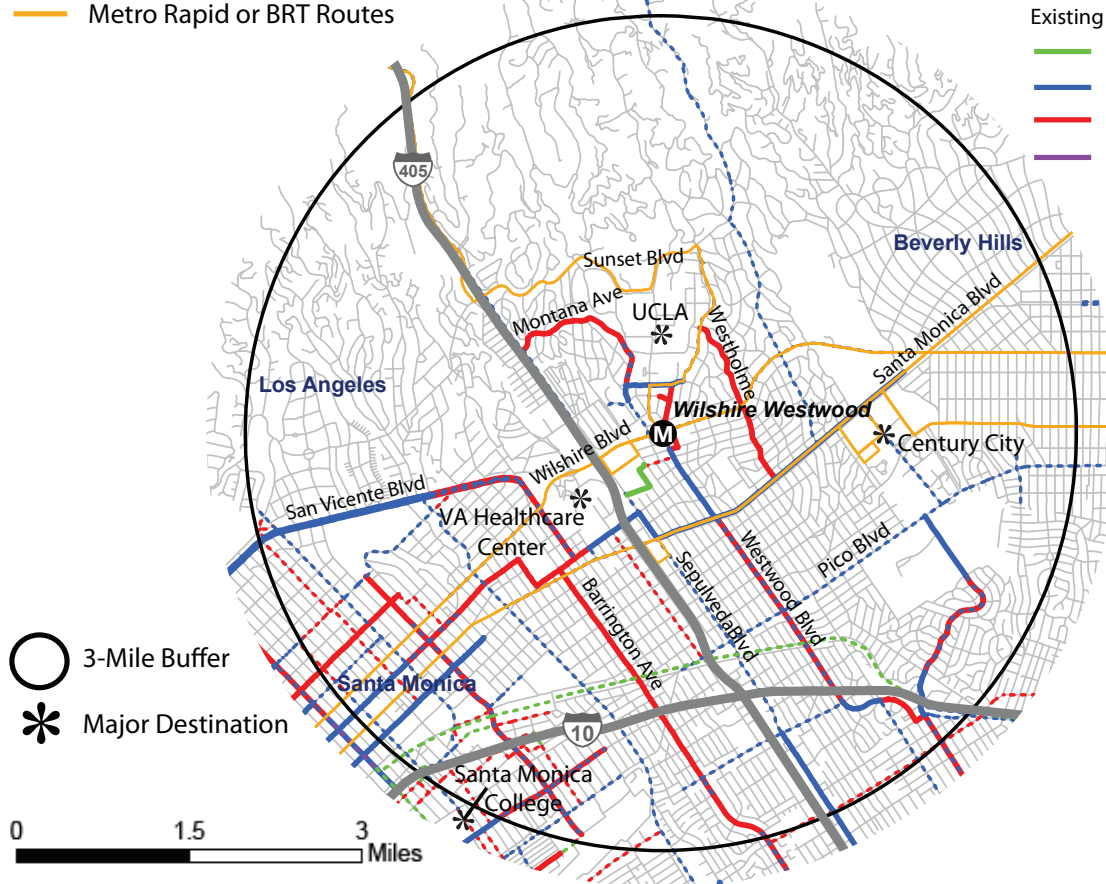 Metro Rapid or BRT Routes
Existing
405
Beverly Hills
Sunset Blvd
Montana Ave
UCLA
Westholme
Santa Monica Blvd
Los Angeles
Wilshire Westwood
M
Century City
Wilshire Blvd
San Vicente Blvd
VA Healthcare
Center
Westwood Blvd
Pico Blvd
SepulvedaBlvd
Barrington Ave
3-Mile Buffer
Santa Monica
Major Destination
10
Santa Monica
College
0 1.5 3
Miles